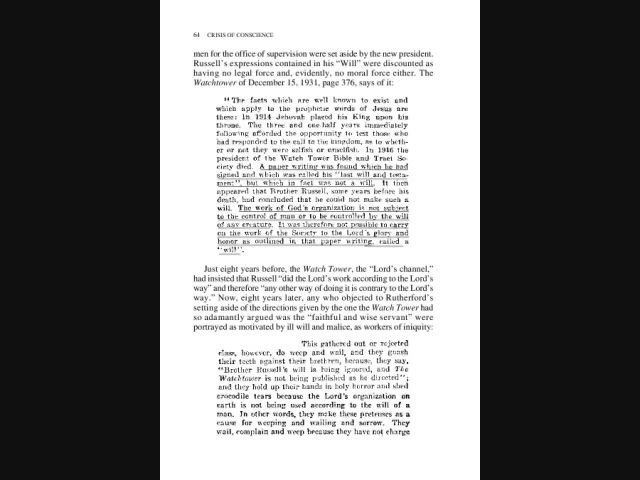 64 CRISIS OF CONSCIENCE
men for the office of supervision were set aside by the new president.
Russell's expressions contained in his “Will” were discounted as
having no legal force and, evidently, no moral force either. The
Watchtower of December 15, 1931, page 376, says of it:
“The facts which are well known to exist and
which apply to the prophetic words of Jesus are
these: In 1914 Jehovah placed his King upon his
throne. The three and one-half years immediately
following afforded the opportunity to test those who
had responded to the call to the kingdom, as to wheth-
er or not they were selfish or unselfish. In 1916 the
president of the Watch Tower Bible and Tract So-
ciety died. A paper writing was found which he had
signed and which was called his “last will and testa-
ment”, but which in fact was not a will. It then
appeared that Brother Russell, some years before his
death, had concluded that he could not make such a
will. The work of God's organization is not subject
to the control of man or to be controlled by the will
of any creature. It was therefore not possible to carry
on the work of the Society to the Lord's glory and
honor as outlined in that paper writing, called a
“will”.
Just eight years before, the Watch Tower, the “Lord's channel,”
had insisted that Russell “did the Lord's work according to the Lord's
way” and therefore “any other way of doing it is contrary to the Lord's
way.” Now, eight years later, any who objected to Rutherford's
setting aside of the directions given by the one the Watch Tower had
so adamantly argued was the “faithful and wise servant” were
portrayed as motivated by ill will and malice, as workers of iniquity:
This gathered out or rejected
class, however, do weep and wail, and they gnash
their teeth against their brethren, because, they say,
“Brother Russell's will is being ignored, and The
Watchtower is not being published as he directed”;
and they hold up their hands in holy horror and shed
crocodile tears because the Lord's organization on
earth is not being used according to the will of a
man. In other words, they make these pretenses as a
cause for weeping and wailing and sorrow. They
wail, complain and weep because they have not charge